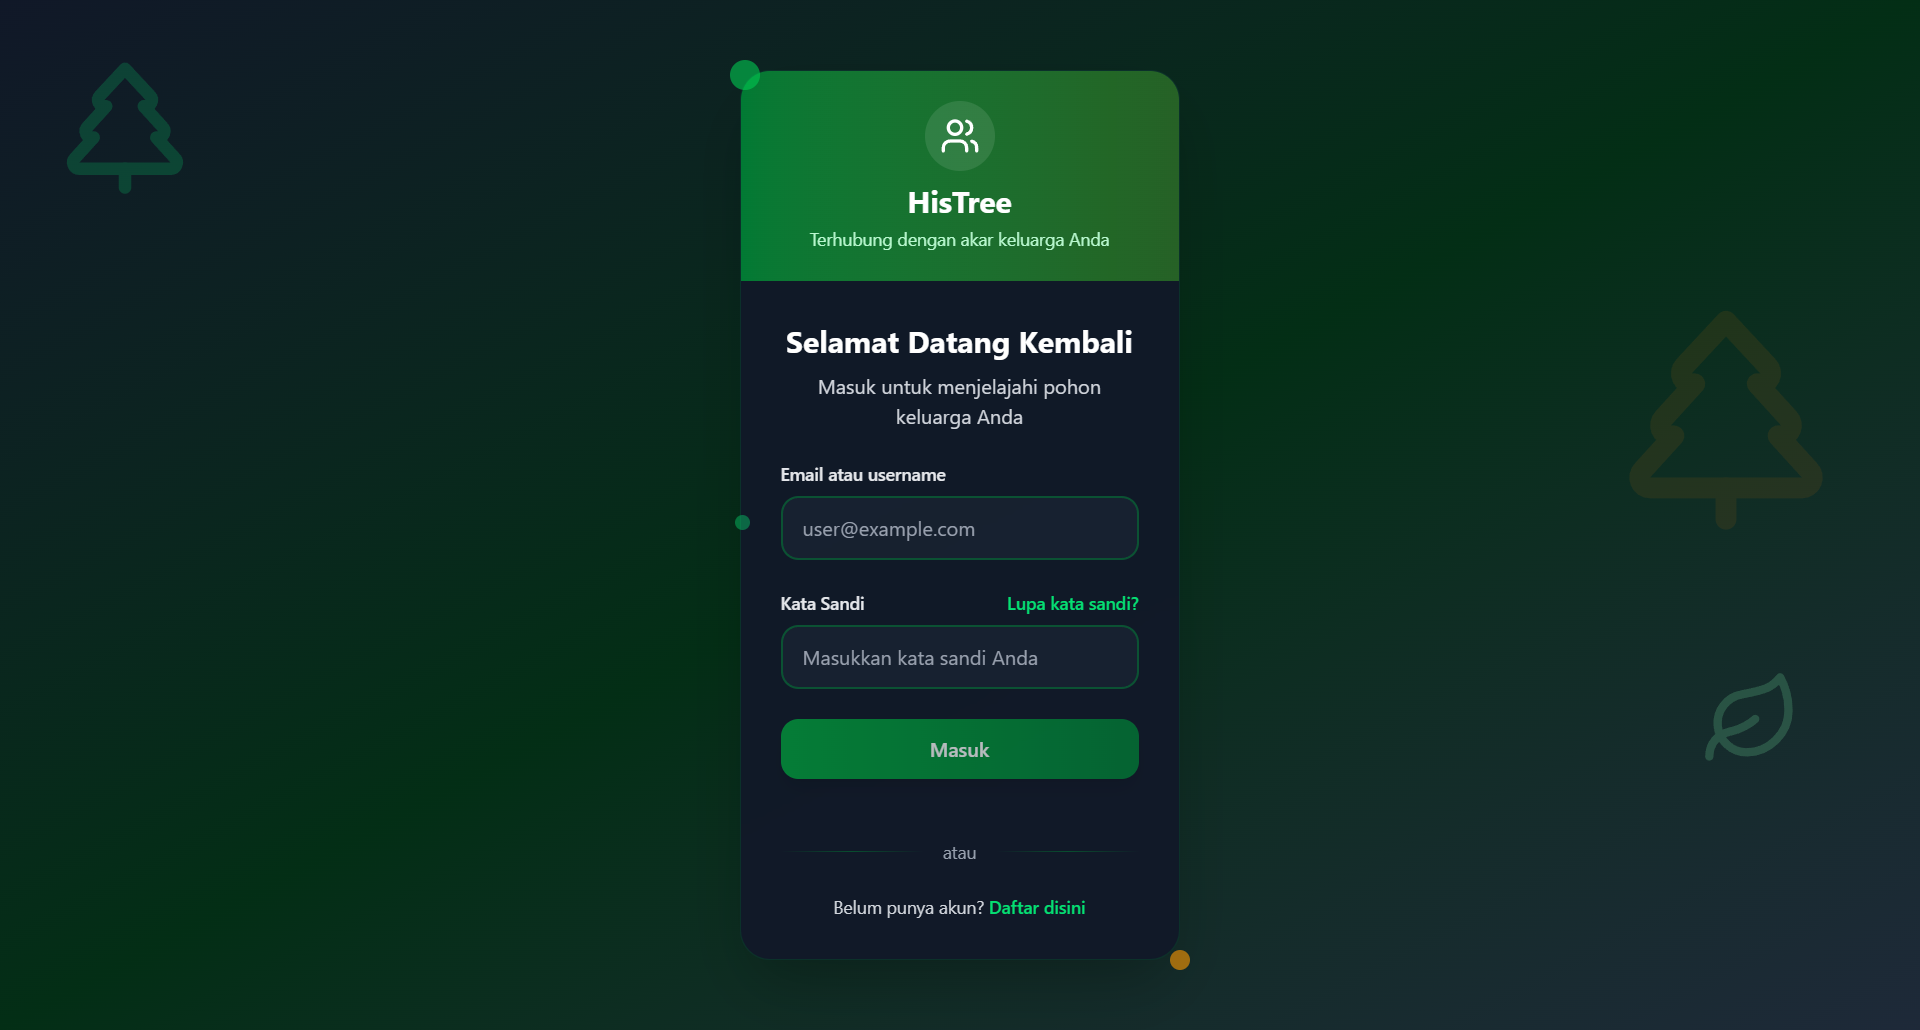 HisTree
Terhubung dengan akar keluarga Anda
Selamat Datang Kembali
Masuk untuk menjelajahi pohon
keluarga Anda
Email atau username
user@example.com
Kata Sandi Lupa kata sandi?
Masukkan kata sandi Anda
Masuk
atau
Belum punya akun? Daftar disini